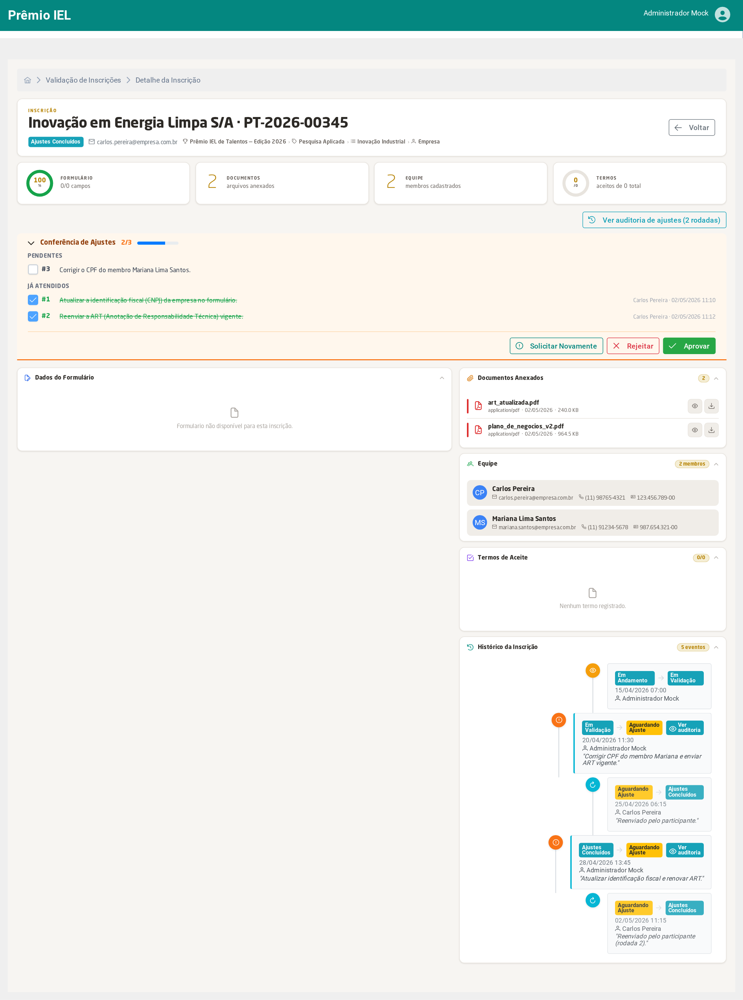 Prêmio IEL
Administrador Mock
Validação de Inscrições
Detalhe da Inscrição
INSCRIÇÃO
Inovação em Energia Limpa S/A · PT-2026-00345
Voltar
Ajustes Concluídos
carlos.pereira@empresa.com.br
Prêmio IEL de Talentos — Edição 2026 › Pesquisa Aplicada › Inovação Industrial › Empresa
100
%
FORMULÁRIO
0/0 campos
2
DOCUMENTOS
arquivos anexados
2
EQUIPE
membros cadastrados
0
/0
TERMOS
aceitos de 0 total
Ver auditoria de ajustes (2 rodadas)
Conferência de Ajustes 2/3
PENDENTES
#3 Corrigir o CPF do membro Mariana Lima Santos.
JÁ ATENDIDOS
#1 Atualizar a identificação fiscal (CNPJ) da empresa no formulário.
Carlos Pereira · 02/05/2026 11:10
#2 Reenviar a ART (Anotação de Responsabilidade Técnica) vigente.
Carlos Pereira · 02/05/2026 11:12
Solicitar Novamente
Rejeitar
Aprovar
Dados do Formulário
Formulario não disponível para esta inscrição.
Documentos Anexados
2
art_atualizada.pdf
application/pdf · 02/05/2026 · 240.0 KB
plano_de_negocios_v2.pdf
application/pdf · 02/05/2026 · 964.5 KB
Equipe
2 membros
CP
Carlos Pereira
carlos.pereira@empresa.com.br (11) 98765-4321 123.456.789-00
MS
Mariana Lima Santos
mariana.santos@empresa.com.br (11) 91234-5678 987.654.321-00
Termos de Aceite
0/0
Nenhum termo registrado.
Histórico da Inscrição
5 eventos
Em
Andamento
Em
Validação
15/04/2026 07:00
Administrador Mock
Em
Validação
Aguardando
Ajuste
Ver
auditoria
20/04/2026 11:30
Administrador Mock
"Corrigir CPF do membro Mariana e enviar
ART vigente."
Aguardando
Ajuste
Ajustes
Concluídos
25/04/2026 06:15
Carlos Pereira
"Reenviado pelo participante."
Ajustes
Concluídos
Aguardando
Ajuste
Ver
auditoria
28/04/2026 13:45
Administrador Mock
"Atualizar identificação fiscal e renovar ART."
Aguardando
Ajuste
Ajustes
Concluídos
02/05/2026 11:15
Carlos Pereira
"Reenviado pelo participante
(rodada 2)."